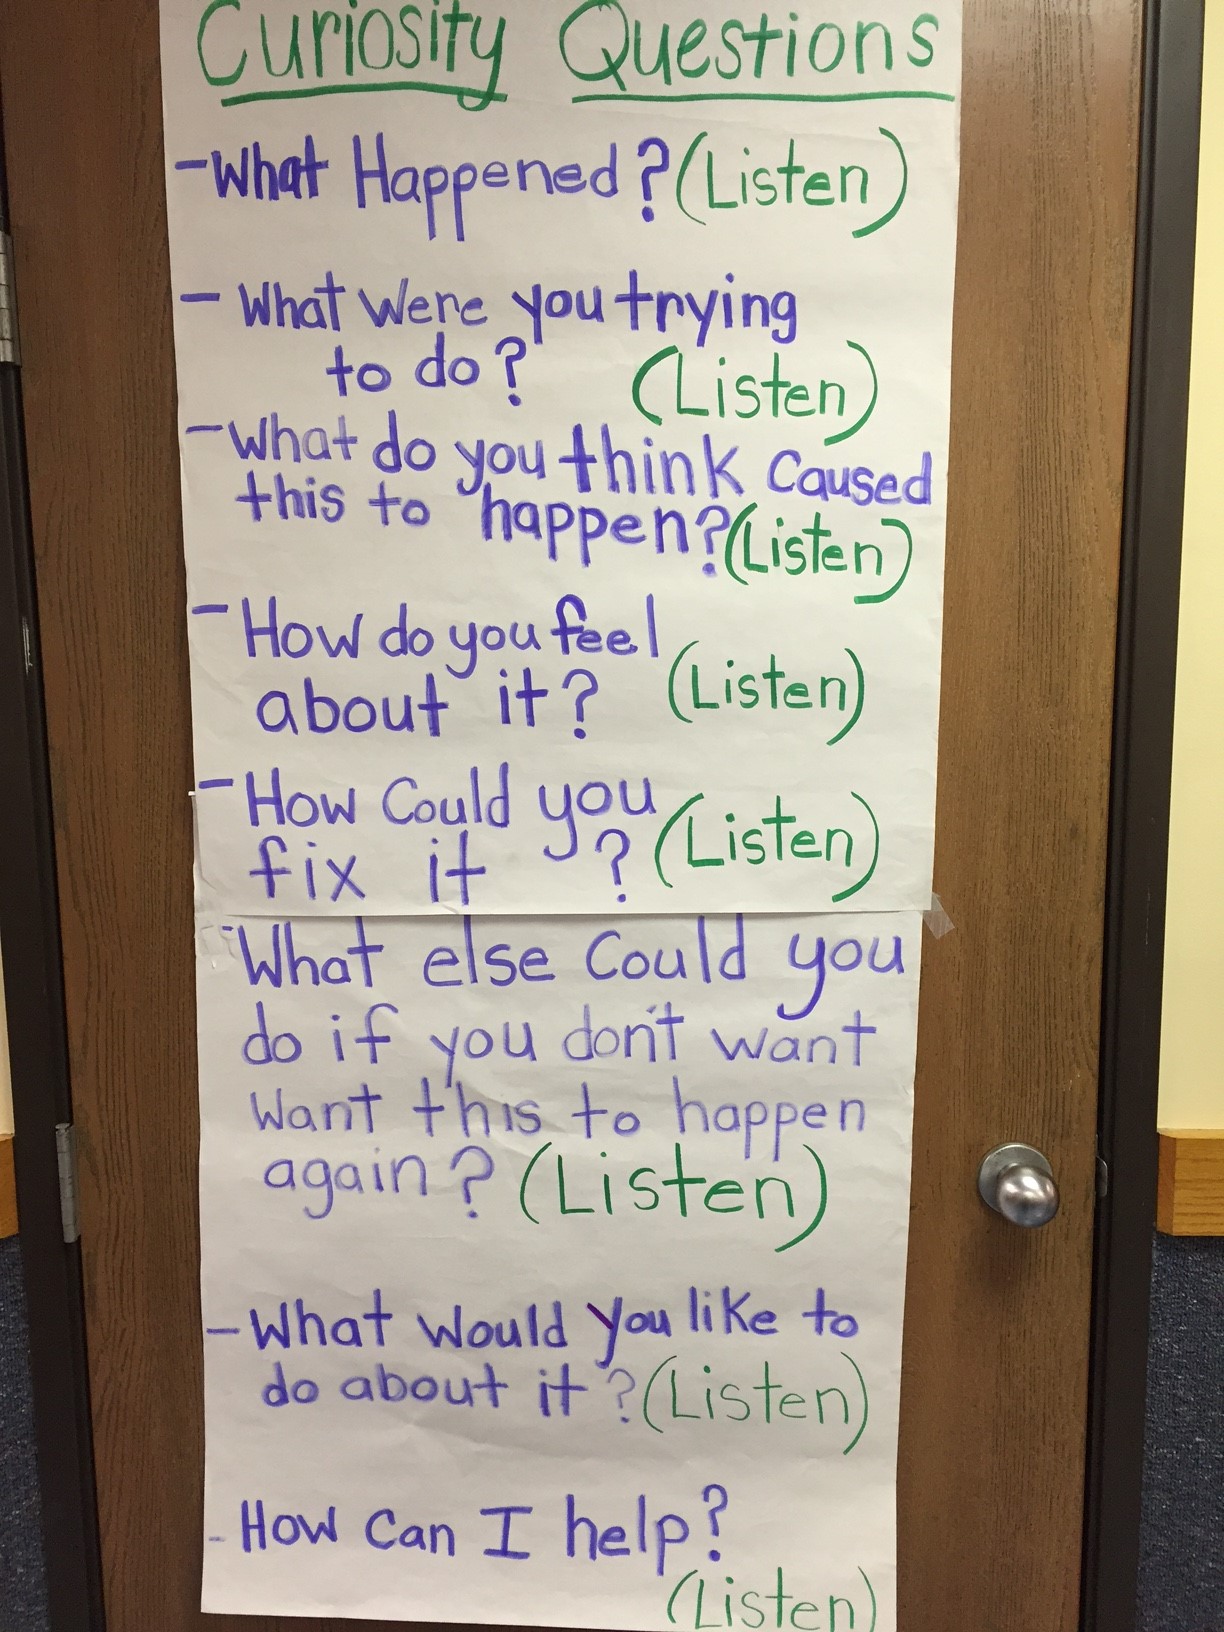 Curiosity Questions
- What Happened? (Listen)
- What were you trying
to do? (Listen)
- What do you think caused
this to happen? (Listen)
- How do you feel
about it? (Listen)
- How Could you
fix it ? (Listen)
- What else could you
do if you don't want
want this to happen
again? (Listen)
- What would you like to
do about it? (Listen)
- How can I help?
(Listen)